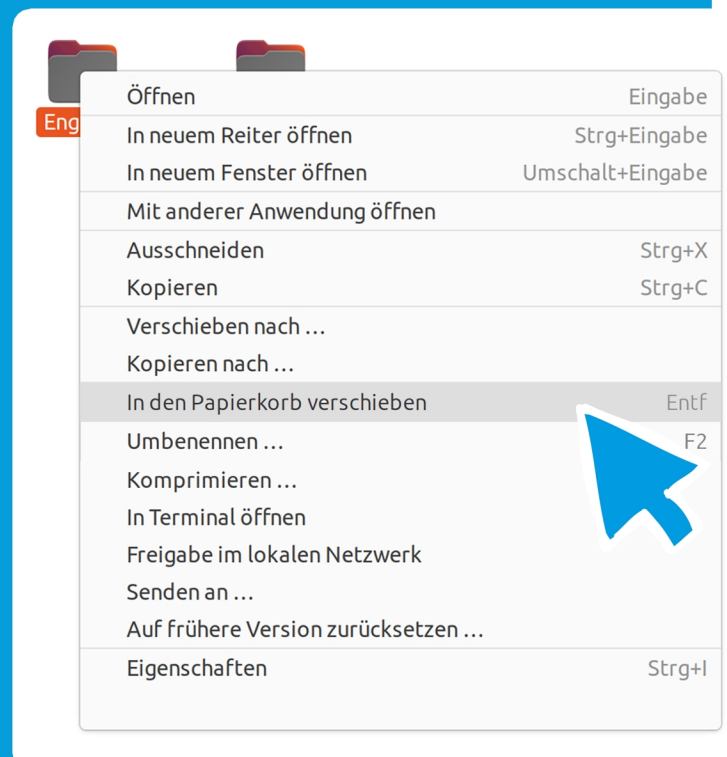 Eng
Öffnen Eingabe
In neuem Reiter öffnen Strg+Eingabe
In neuem Fenster öffnen Umschalt+Eingabe
Mit anderer Anwendung öffnen
Ausschneiden Strg+X
Kopieren Strg+C
Verschieben nach …
Kopieren nach …
In den Papierkorb verschieben Entf
Umbenennen … F2
Komprimieren …
In Terminal öffnen
Freigabe im lokalen Netzwerk
Senden an …
Auf frühere Version zurücksetzen …
Eigenschaften Strg+I